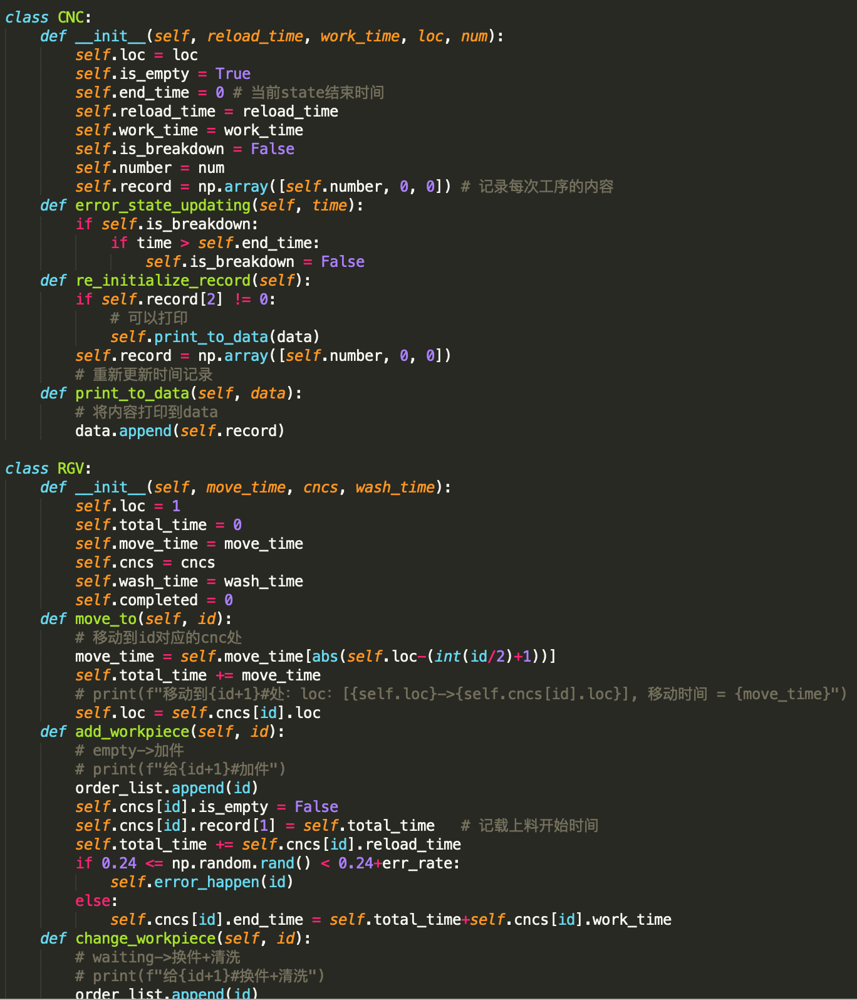 class CNC:
    def __init__(self, reload_time, work_time, loc, num):
        self.loc = loc
        self.is_empty = True
        self.end_time = 0 # 当前state结束时间
        self.reload_time = reload_time
        self.work_time = work_time
        self.is_breakdown = False
        self.number = num
        self.record = np.array([self.number, 0, 0]) # 记录每次工序的内容
    def error_state_updating(self, time):
        if self.is_breakdown:
            if time > self.end_time:
                self.is_breakdown = False
    def re_initialize_record(self):
        if self.record[2] != 0:
            # 可以打印
            self.print_to_data(data)
        self.record = np.array([self.number, 0, 0])
        # 重新更新时间记录
    def print_to_data(self, data):
        # 将内容打印到data
        data.append(self.record)

class RGV:
    def __init__(self, move_time, cncs, wash_time):
        self.loc = 1
        self.total_time = 0
        self.move_time = move_time
        self.cncs = cncs
        self.wash_time = wash_time
        self.completed = 0
    def move_to(self, id):
        # 移动到id对应的cnc处
        move_time = self.move_time[abs(self.loc-(int(id/2)+1))]
        self.total_time += move_time
        # print(f"移动到{id+1}#处：loc：[{self.loc}->{self.cncs[id].loc}], 移动时间 = {move_time}")
        self.loc = self.cncs[id].loc
    def add_workpiece(self, id):
        # empty->加件
        # print(f"给{id+1}#加件")
        order_list.append(id)
        self.cncs[id].is_empty = False
        self.cncs[id].record[1] = self.total_time   # 记载上料开始时间
        self.total_time += self.cncs[id].reload_time
        if 0.24 <= np.random.rand() < 0.24+err_rate:
            self.error_happen(id)
        else:
            self.cncs[id].end_time = self.total_time+self.cncs[id].work_time
    def change_workpiece(self, id):
        # waiting->换件+清洗
        # print(f"给{id+1}#换件+清洗")
        order_list.append(id)